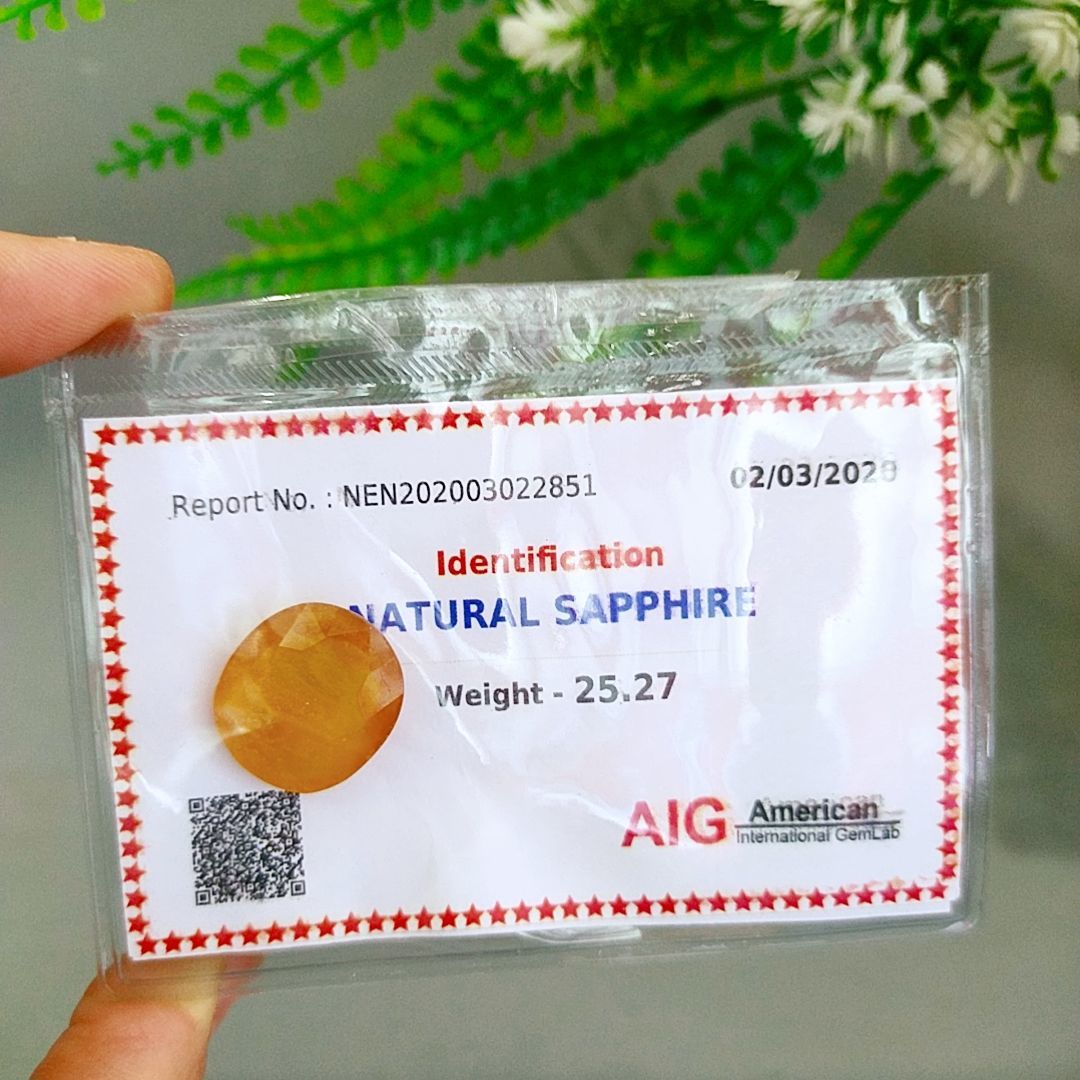 Report No. : NEN202003022851
02/03/2020
Identification
NATURAL SAPPHIRE
Weight - 25.27
AIG American
International GemLab